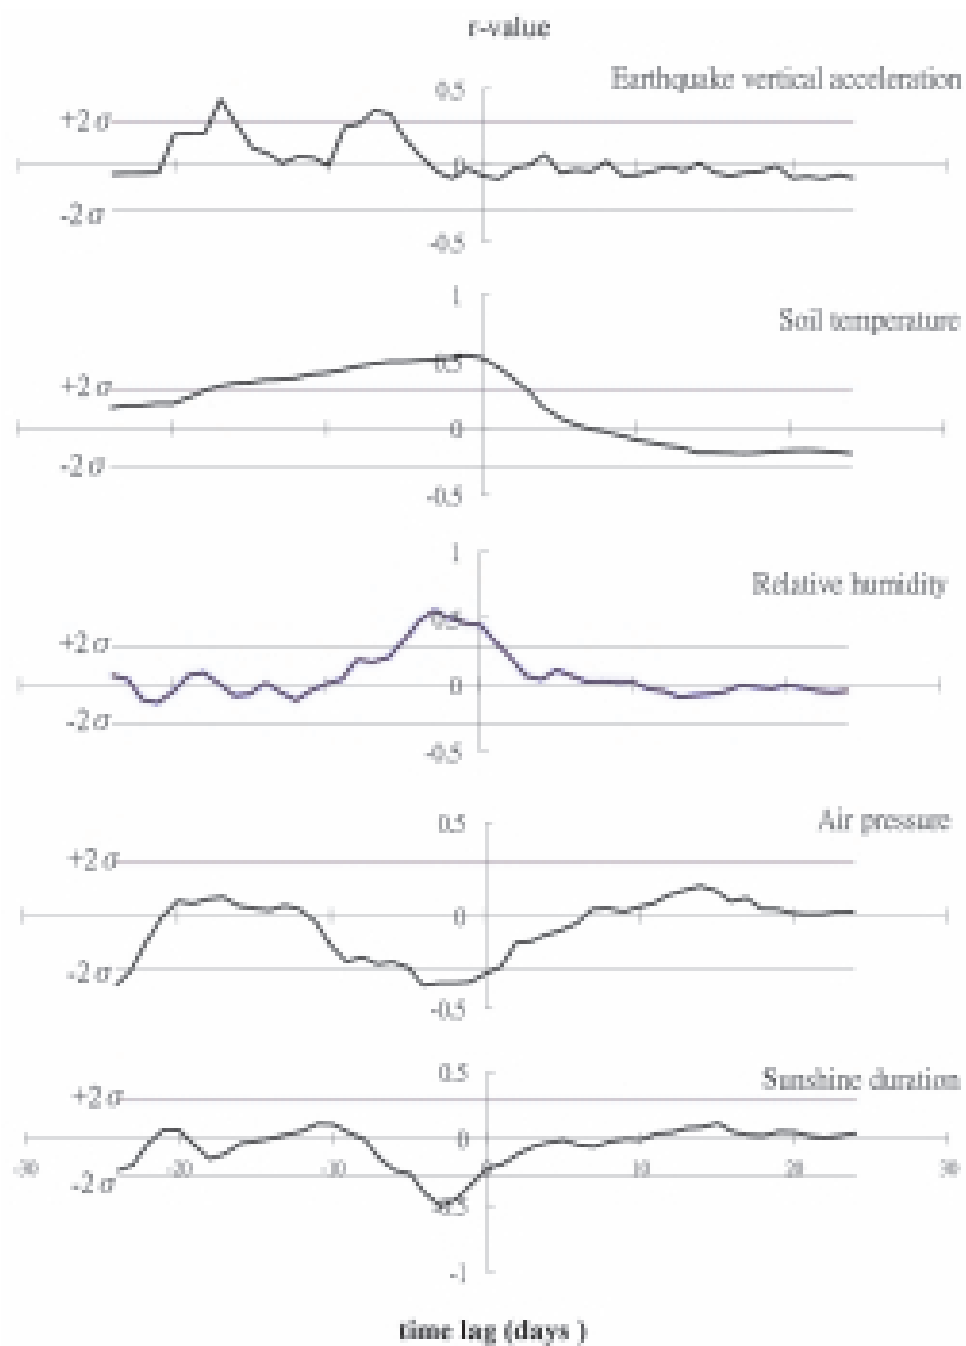 r-value
Earthquake vertical acceleration
0.5
+2σ
0
-2σ
-0.5
1
Soil temperature
0.5
+2σ
0
-2σ
-0.5
1
Relative humidity
0.5
+2σ
0
-2σ
-0.5
0.5
Air pressure
+2σ
0
-2σ
-0.5
0.5
Sunshine duration
+2σ
0
-30 -20 -10 0 10 20 30
-2σ
-0.5
-1
time lag (days )